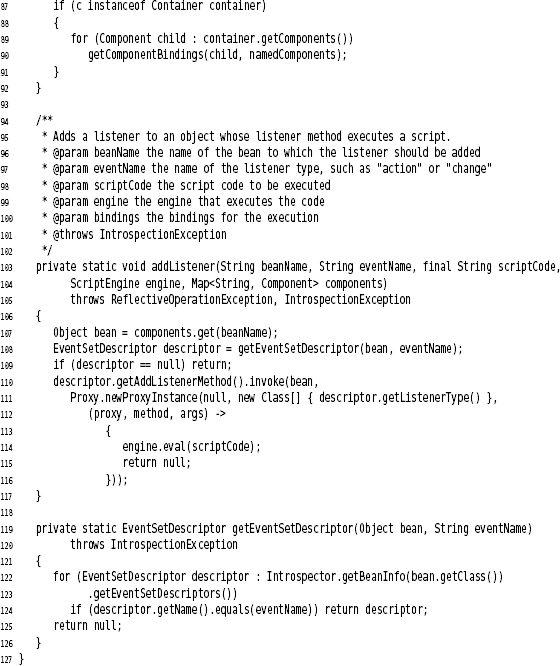 87 if (c instanceof Container container)
88 {
89 for (Component child : container.getComponents())
90 getComponentBindings(child, namedComponents);
91 }
92 }
93
94 /**
95 * Adds a listener to an object whose listener method executes a script.
96 * @param beanName the name of the bean to which the listener should be added
97 * @param eventName the name of the listener type, such as "action" or "change"
98 * @param scriptCode the script code to be executed
99 * @param engine the engine that executes the code
100 * @param bindings the bindings for the execution
101 * @throws IntrospectionException
102 */
103 private static void addListener(String beanName, String eventName, final String scriptCode,
104 ScriptEngine engine, Map<String, Component> components)
105 throws ReflectiveOperationException, IntrospectionException
106 {
107 Object bean = components.get(beanName);
108 EventSetDescriptor descriptor = getEventSetDescriptor(bean, eventName);
109 if (descriptor == null) return;
110 descriptor.getAddListenerMethod().invoke(bean,
111 Proxy.newProxyInstance(null, new Class[] { descriptor.getListenerType() },
112 (proxy, method, args) ->
113 {
114 engine.eval(scriptCode);
115 return null;
116 }));
117 }
118
119 private static EventSetDescriptor getEventSetDescriptor(Object bean, String eventName)
120 throws IntrospectionException
121 {
122 for (EventSetDescriptor descriptor : Introspector.getBeanInfo(bean.getClass())
123 .getEventSetDescriptors())
124 if (descriptor.getName().equals(eventName)) return descriptor;
125 return null;
126 }
127 }